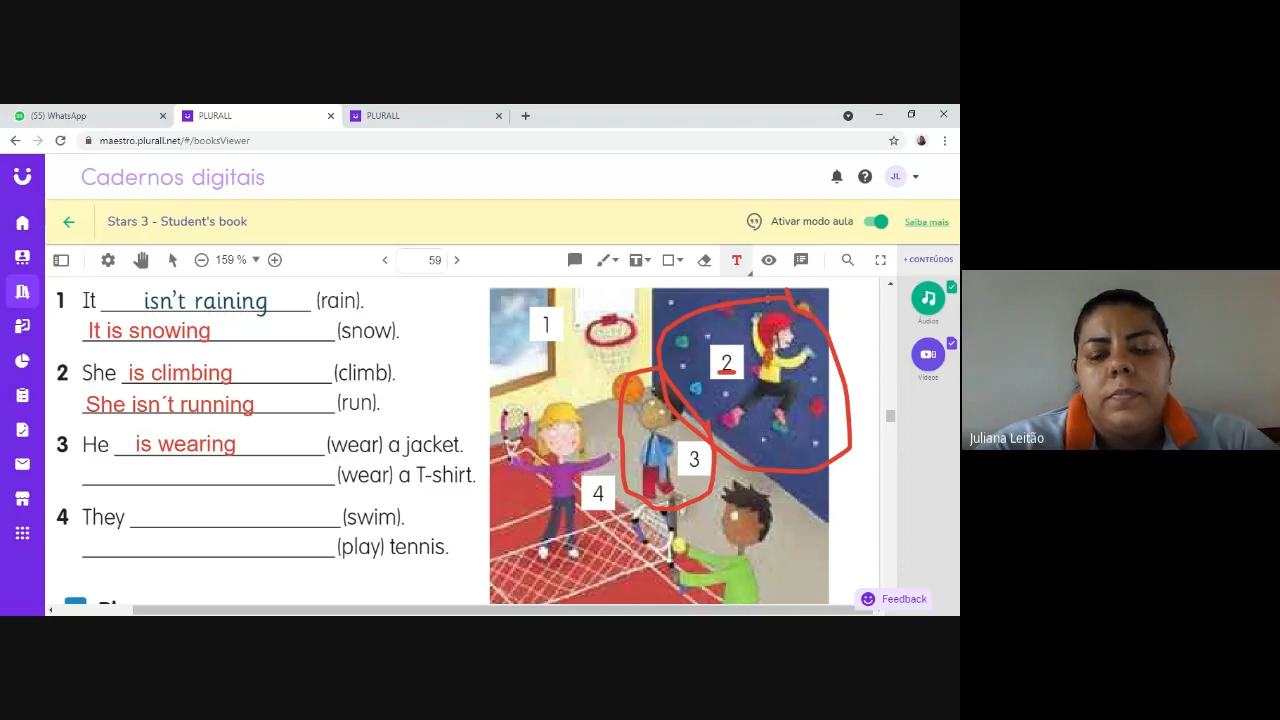 (55) WhatsApp
PLURALL
PLURALL
maestro.plurall.net/#/booksViewer
Cadernos digitais
JL
Stars 3 - Student's book
Ativar modo aula
Saiba mais
159 %
59
T
+ CONTEÚDOS
Áudios
Vídeos
1 It isn't raining (rain).
It is snowing (snow).
2 She is climbing (climb).
She isn´t running (run).
3 He is wearing (wear) a jacket.
(wear) a T-shirt.
4 They (swim).
(play) tennis.
1
2
3
4
Feedback
Juliana Leitão